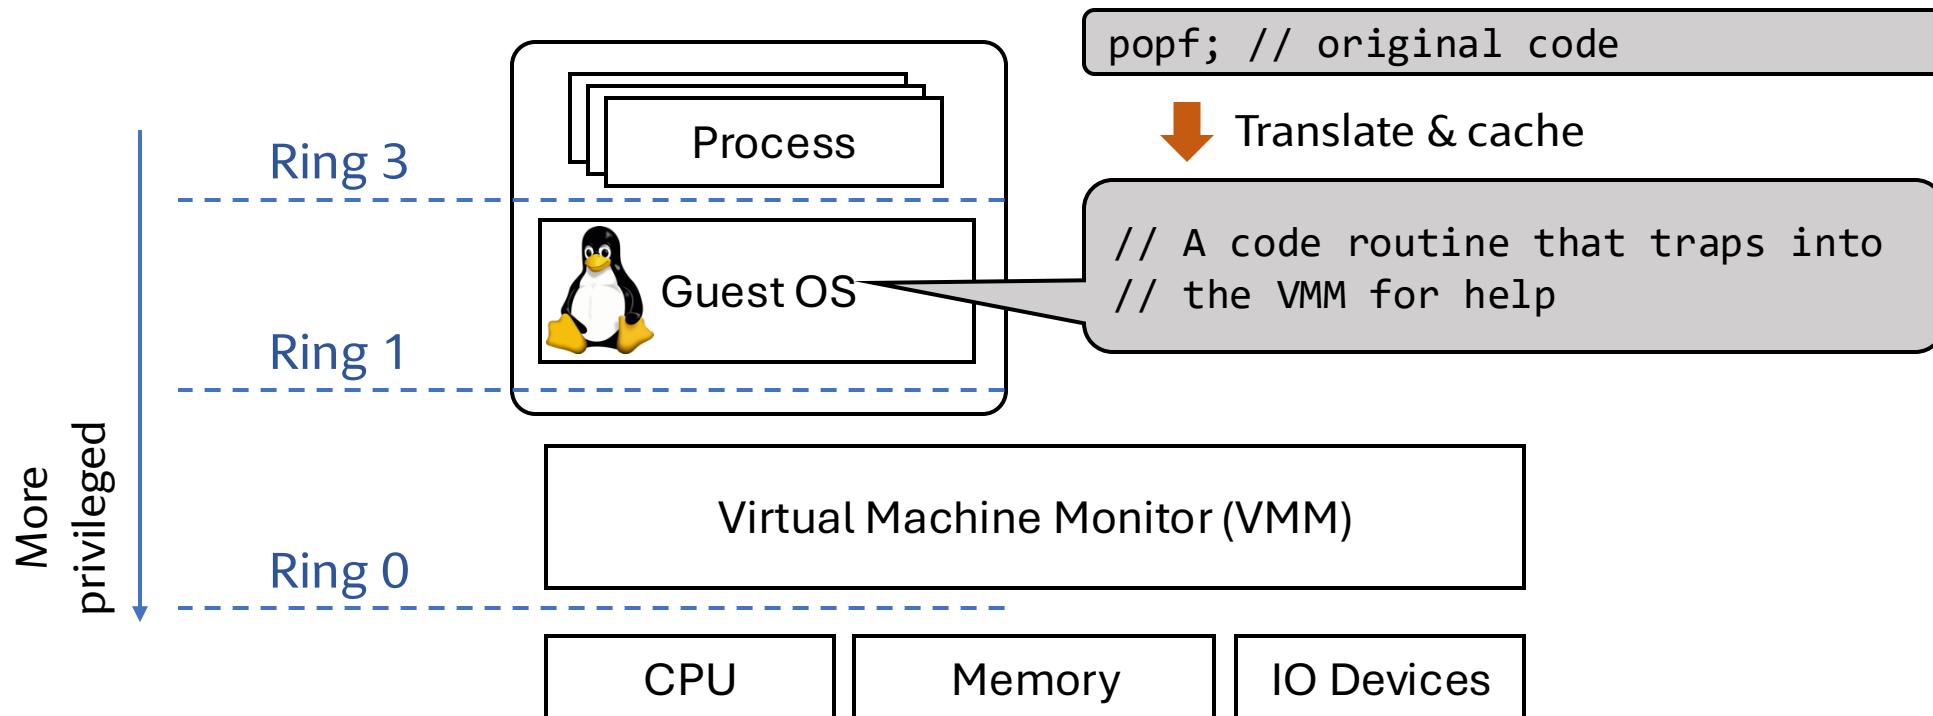 popf; // original code
Translate & cache
Process
Ring 3
// A code routine that traps into
// the VMM for help
Guest OS
Ring 1
More
privileged
Virtual Machine Monitor (VMM)
Ring 0
CPU
Memory
IO Devices